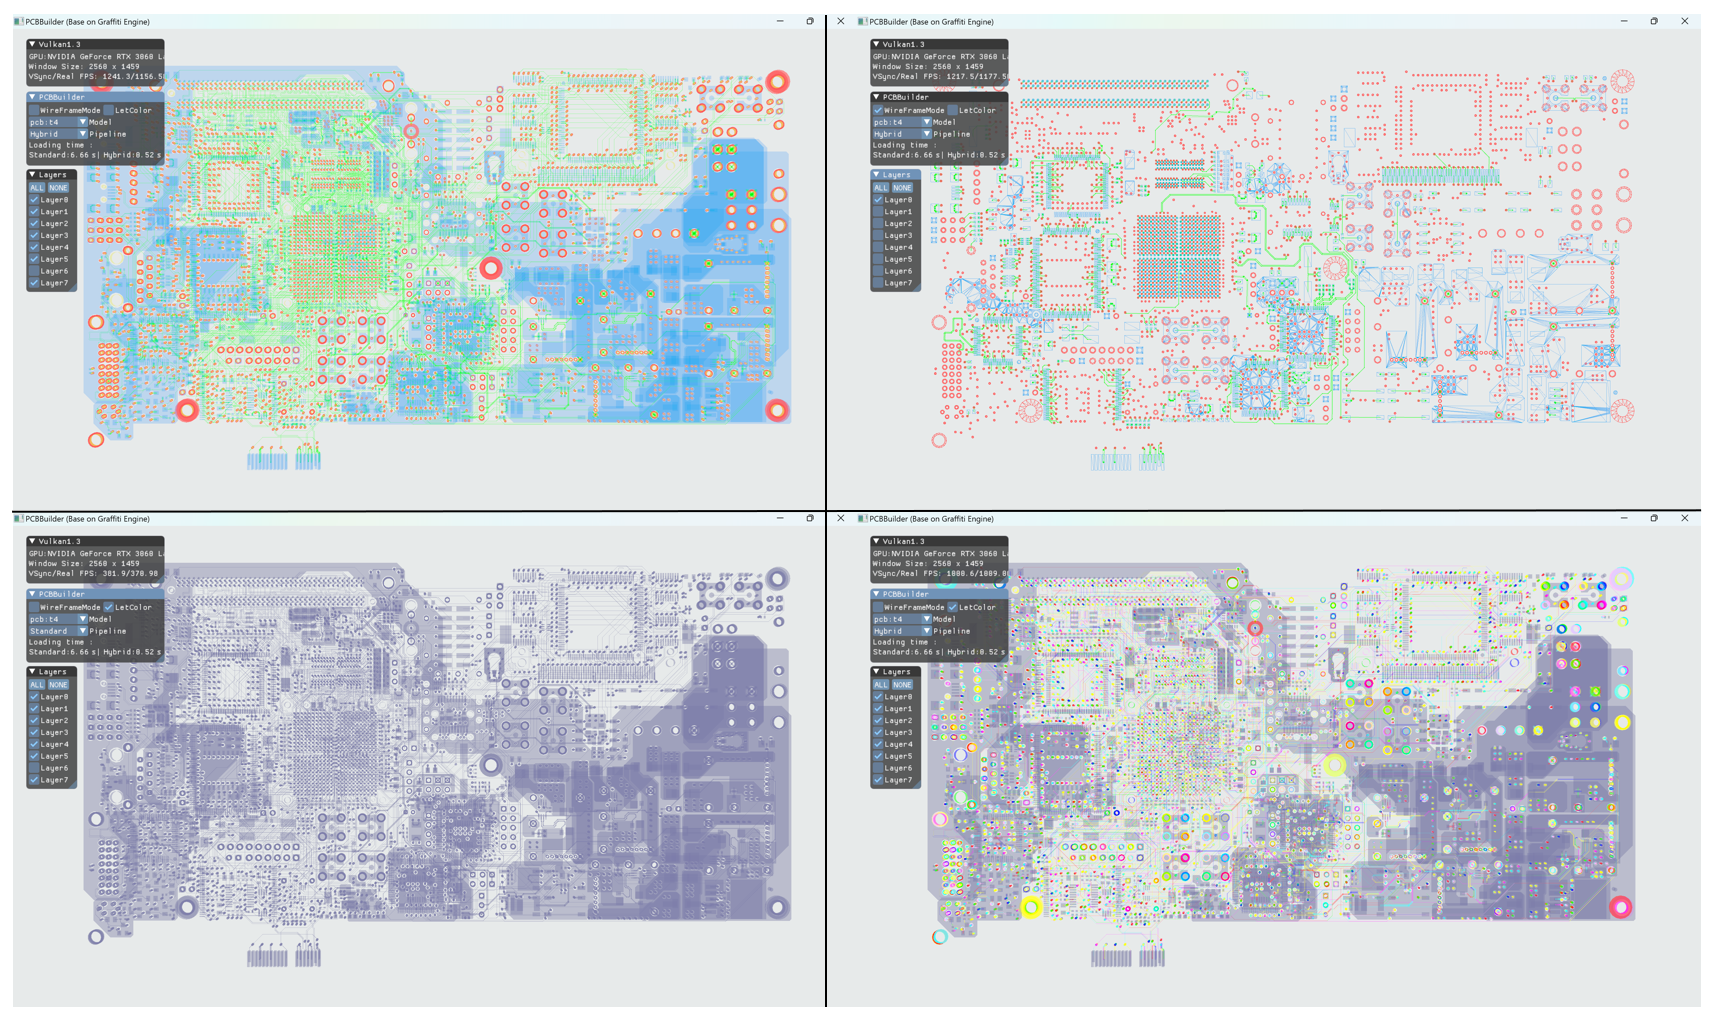 PCBBuilder (Base on Graffiti Engine)
Vulkan1.3
GPU:NVIDIA GeForce RTX 3060 La
Window Size: 2560 x 1459
VSync/Real FPS: 1241.3/1156.5
PCBBuilder
WireFrameMode LetColor
pcb:t4 Model
Hybrid Pipeline
Loading time :
Standard:6.66 s| Hybrid:0.52 s
Layers
ALL NONE
Layer0
Layer1
Layer2
Layer3
Layer4
Layer5
Layer6
Layer7
PCBBuilder (Base on Graffiti Engine)
Vulkan1.3
GPU:NVIDIA GeForce RTX 3060 La
Window Size: 2560 x 1459
VSync/Real FPS: 1217.5/1177.5
PCBBuilder
WireFrameMode LetColor
pcb:t4 Model
Hybrid Pipeline
Loading time :
Standard:6.66 s| Hybrid:0.52 s
Layers
ALL NONE
Layer0
Layer1
Layer2
Layer3
Layer4
Layer5
Layer6
Layer7
PCBBuilder (Base on Graffiti Engine)
Vulkan1.3
GPU:NVIDIA GeForce RTX 3060 La
Window Size: 2560 x 1459
VSync/Real FPS: 381.9/378.98
PCBBuilder
WireFrameMode LetColor
pcb:t4 Model
Standard Pipeline
Loading time :
Standard:6.66 s| Hybrid:0.52 s
Layers
ALL NONE
Layer0
Layer1
Layer2
Layer3
Layer4
Layer5
Layer6
Layer7
PCBBuilder (Base on Graffiti Engine)
Vulkan1.3
GPU:NVIDIA GeForce RTX 3060 La
Window Size: 2560 x 1459
VSync/Real FPS: 1080.6/1009.0
PCBBuilder
WireFrameMode LetColor
pcb:t4 Model
Hybrid Pipeline
Loading time :
Standard:6.66 s| Hybrid:0.52 s
Layers
ALL NONE
Layer0
Layer1
Layer2
Layer3
Layer4
Layer5
Layer6
Layer7